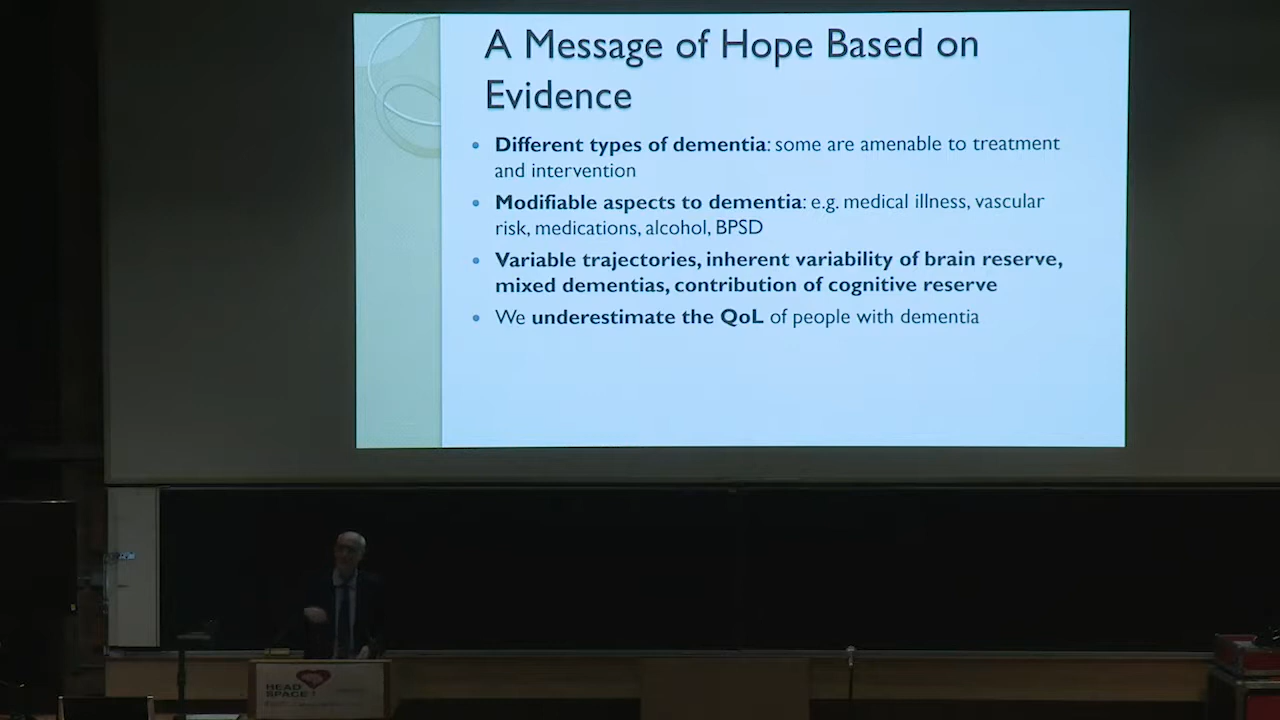 A Message of Hope Based on
Evidence
• Different types of dementia: some are amenable to treatment
and intervention
• Modifiable aspects to dementia: e.g. medical illness, vascular
risk, medications, alcohol, BPSD
• Variable trajectories, inherent variability of brain reserve,
mixed dementias, contribution of cognitive reserve
• We underestimate the QoL of people with dementia
HEAD
SPACE